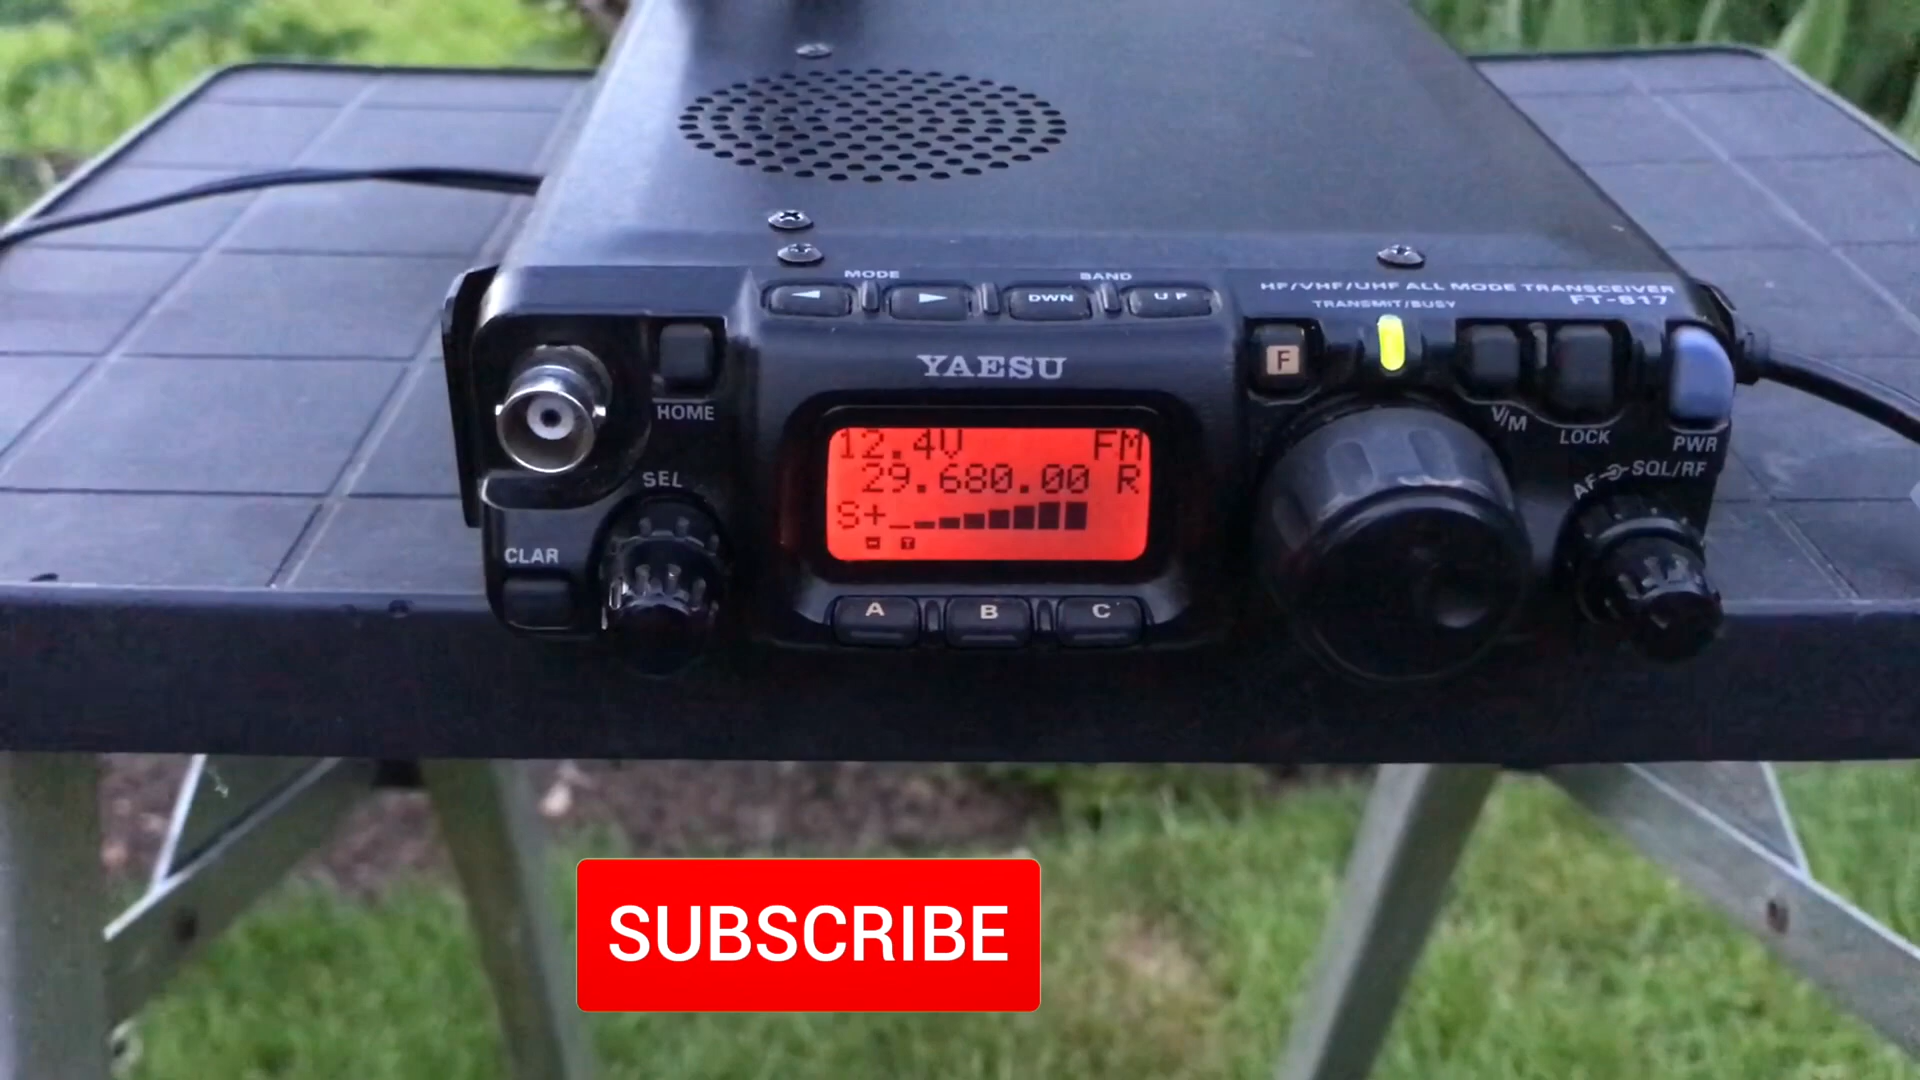 MODE
BAND
◀ ▶ DWN UP
HF/VHF/UHF ALL MODE TRANSCEIVER
FT-817
TRANSMIT/BUSY
YAESU
F
HOME
V/M
LOCK
PWR
12.4V FM
29.680.00 R
S+
- T
SEL
AF SQL/RF
CLAR
A B C
SUBSCRIBE